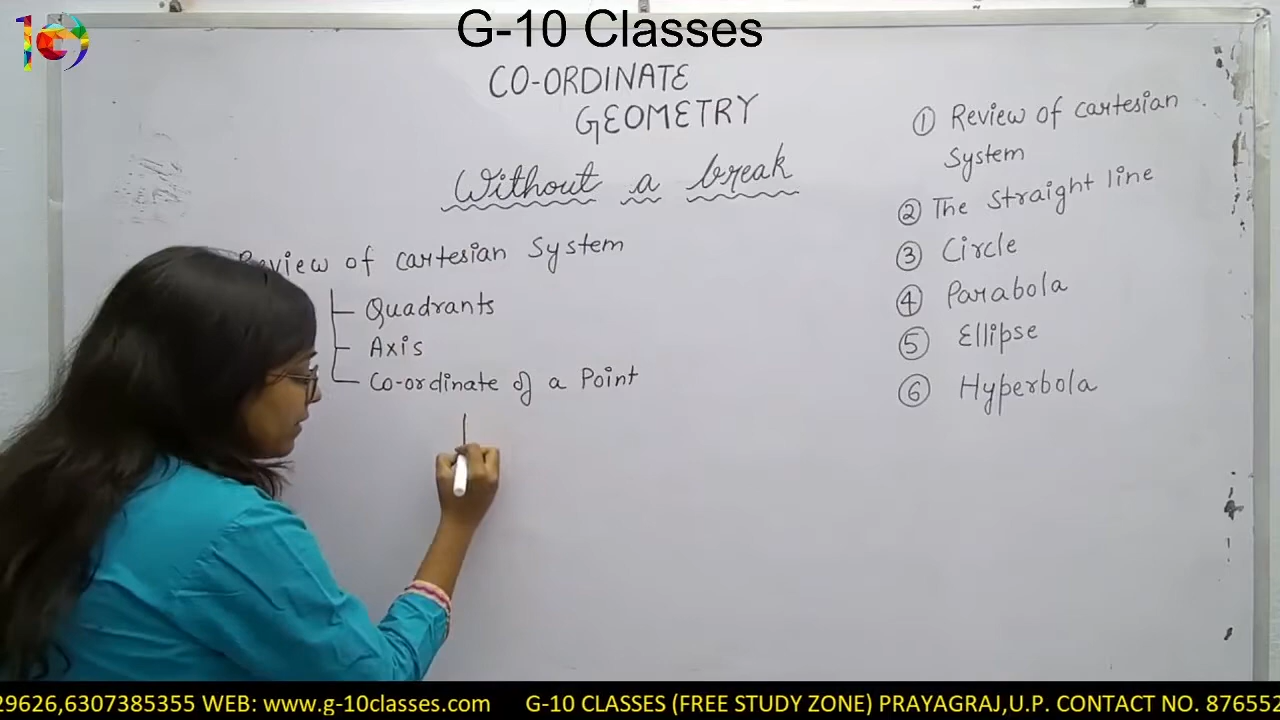 G-10 Classes
CO-ORDINATE
GEOMETRY
Without a break
Review of cartesian System
Quadrants
Axis
Co-ordinate of a Point
① Review of cartesian
System
② The Straight line
③ Circle
④ Parabola
⑤ Ellipse
⑥ Hyperbola
29626,6307385355 WEB: www.g-10classes.com G-10 CLASSES (FREE STUDY ZONE) PRAYAGRAJ,U.P. CONTACT NO. 876552